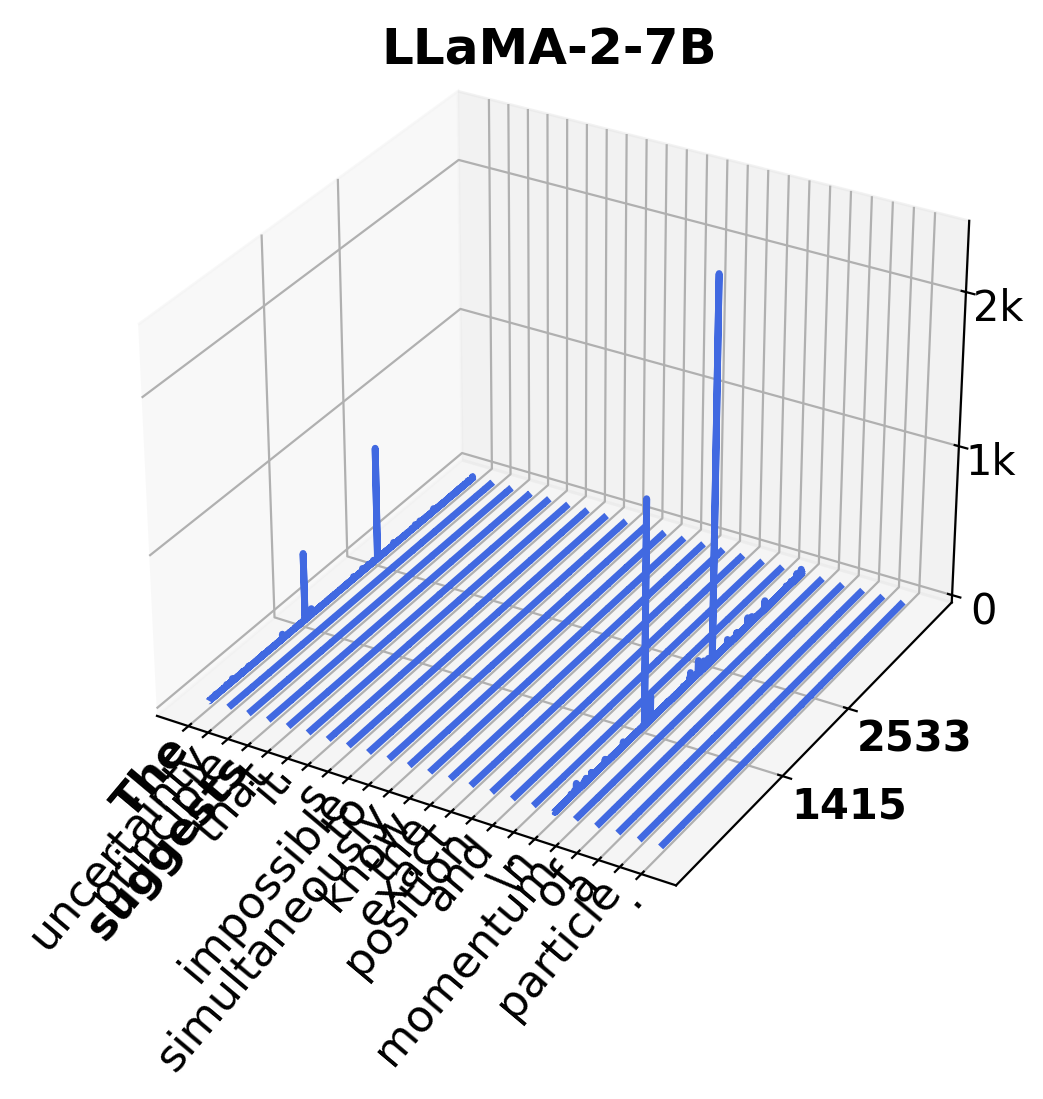 LLaMA-2-7B
2k
1k
0
2533
1415
The
uncertainty
principle
suggests
that
it
s
impossible
to
simultaneously
know
the
exact
position
and
\n
momentum
of
a
particle
.